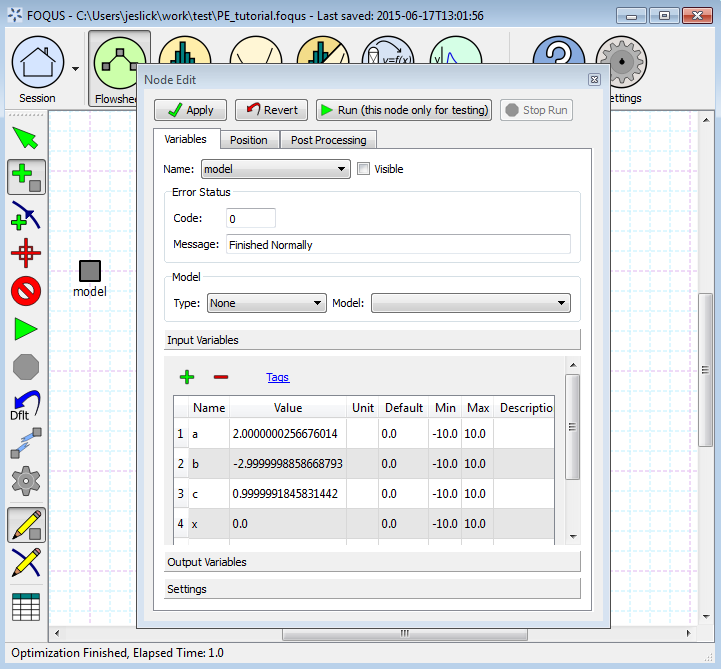 FOQUS - C:\Users\jeslick\work\test\PE_tutorial.foqus - Last saved: 2015-06-17T13:01:56
Session
Flowshe
ettings
y=f(x)
Node Edit
Apply
Revert
Run (this node only for testing)
Stop Run
Variables
Position
Post Processing
Name: model Visible
Error Status
Code: 0
Message: Finished Normally
Model
Type: None Model:
model
Input Variables
Tags
Name Value Unit Default Min Max Descriptio
1 a 2.0000000256676014 0.0 -10.0 10.0
2 b -2.9999998858668793 0.0 -10.0 10.0
3 c 0.9999991845831442 0.0 -10.0 10.0
4 x 0.0 0.0 -10.0 10.0
Dflt
Output Variables
Settings
Optimization Finished, Elapsed Time: 1.0